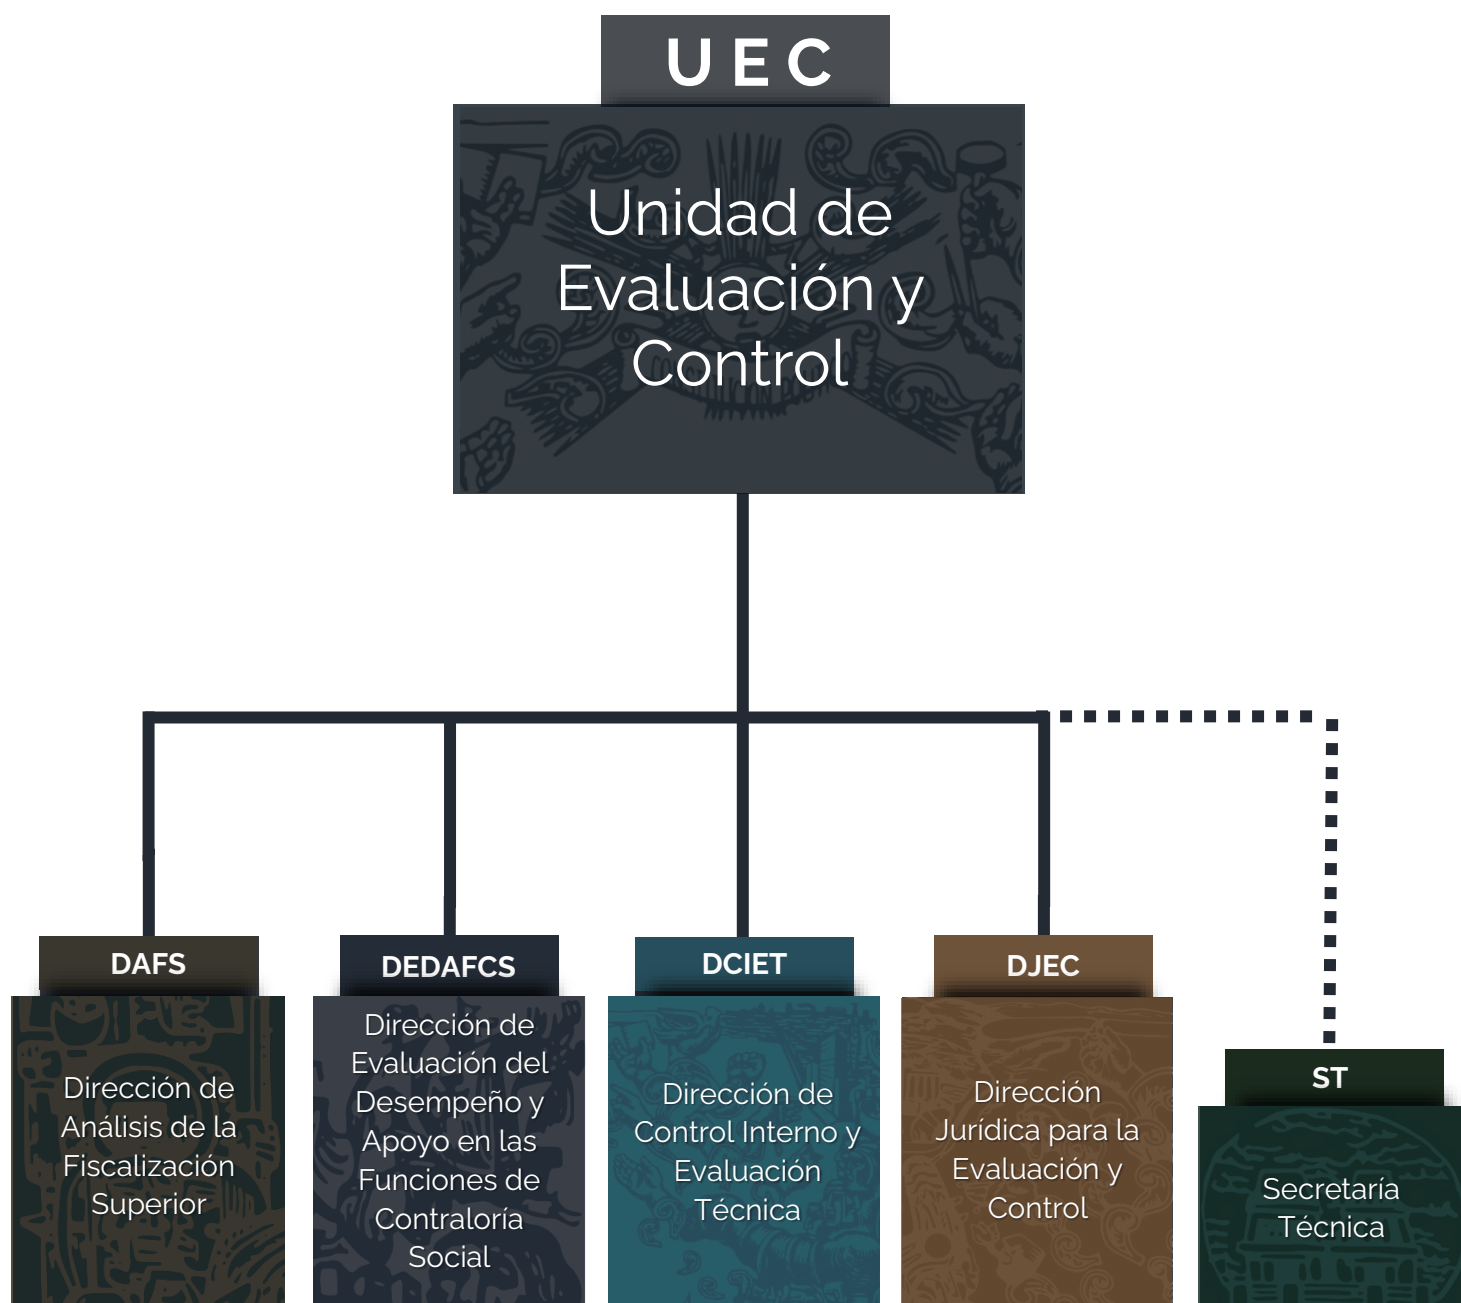 UEC
Unidad de
Evaluación y
Control
DAFS
Dirección de
Análisis de la
Fiscalización
Superior
DEDAFCS
Dirección de
Evaluación del
Desempeño y
Apoyo en las
Funciones de
Contraloría
Social
DCIET
Dirección de
Control Interno y
Evaluación
Técnica
DJEC
Dirección
Jurídica para la
Evaluación y
Control
ST
Secretaría
Técnica